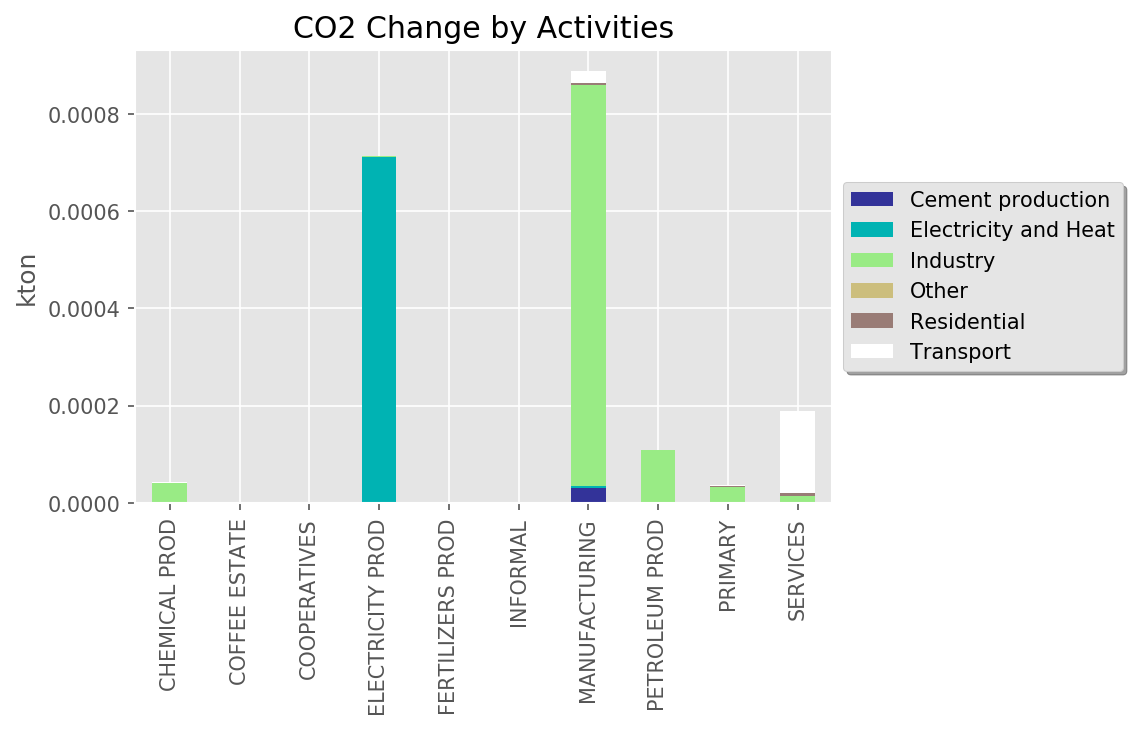 CO2 Change by Activities
kton
0.0008
0.0006
0.0004
0.0002
0.0000
CHEMICAL PROD
COFFEE ESTATE
COOPERATIVES
ELECTRICITY PROD
FERTILIZERS PROD
INFORMAL
MANUFACTURING
PETROLEUM PROD
PRIMARY
SERVICES
Cement production
Electricity and Heat
Industry
Other
Residential
Transport